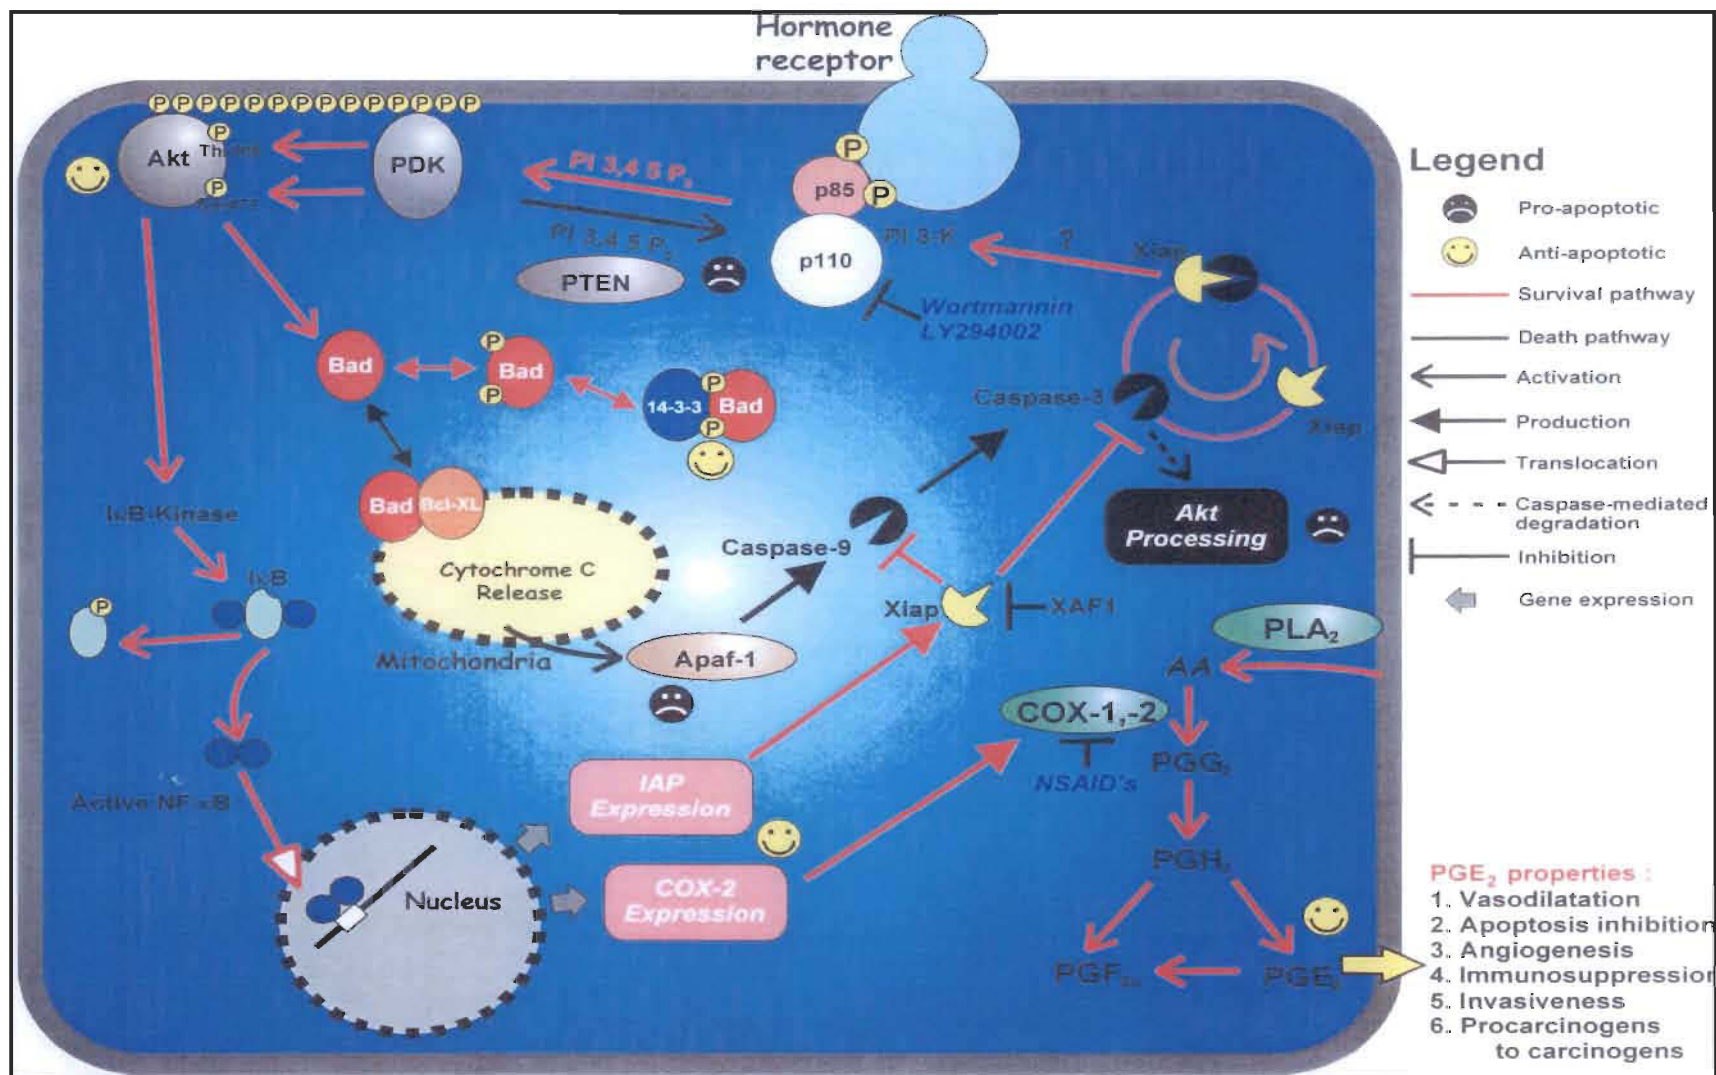 Hormone
receptor
P P P P P P P P P P P P P
Akt
P
P
PDK
PI 3,4 5 P
PI 3,4 5 P
PTEN
P
p85
P
p110
PI 3-K
?
Xiap
Wortmannin
LY294002
Bad
P
Bad
P
P
14-3-3
Bad
P
Caspase-3
Xiap
Akt
Processing
Bad
Bcl-XL
Cytochrome C
Release
Mitochondria
Caspase-9
Apaf-1
Xiap
XAF1
IκB-Kinase
IκB
P
Active NF-κB
Nucleus
IAP
Expression
COX-2
Expression
PLA₂
AA
COX-1,-2
NSAID's
PGG₂
PGH₂
PGF₂α
PGE₂
Legend
Pro-apoptotic
Anti-apoptotic
Survival pathway
Death pathway
Activation
Production
Translocation
Caspase-mediated
degradation
Inhibition
Gene expression
PGE₂ properties :
1. Vasodilatation
2. Apoptosis inhibition
3. Angiogenesis
4. Immunosuppression
5. Invasiveness
6. Procarcinogens
to carcinogens